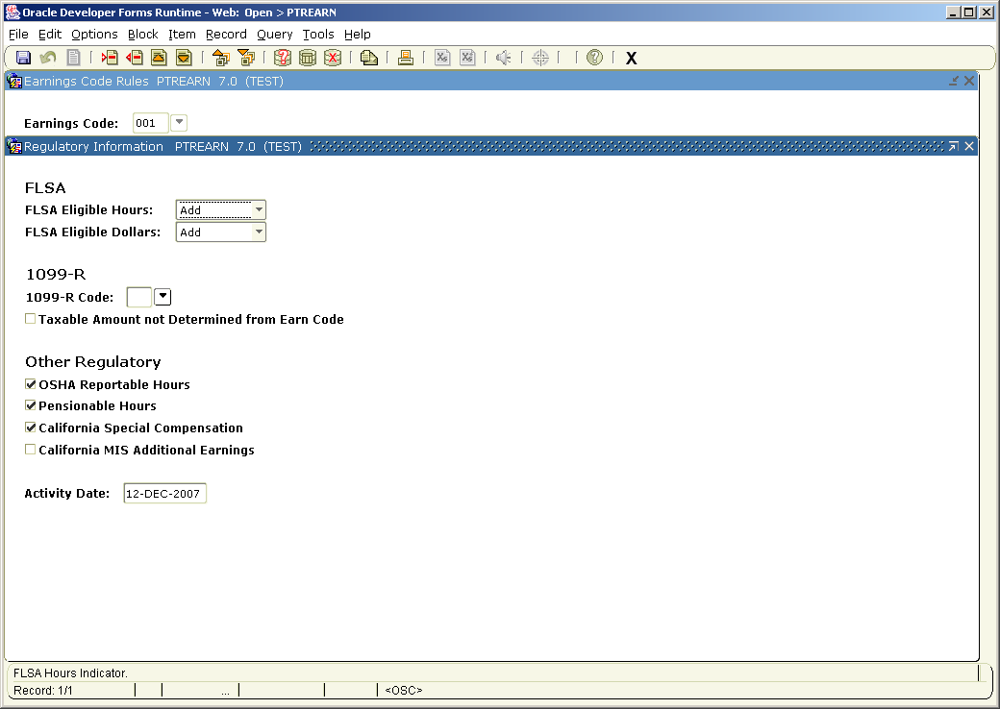 Oracle Developer Forms Runtime - Web: Open > PTREARN
File Edit Options Block Item Record Query Tools Help
X
Earnings Code Rules PTREARN 7.0 (TEST)
Earnings Code: 001
Regulatory Information PTREARN 7.0 (TEST)
FLSA
FLSA Eligible Hours: Add
FLSA Eligible Dollars: Add
1099-R
1099-R Code:
Taxable Amount not Determined from Earn Code
Other Regulatory
OSHA Reportable Hours
Pensionable Hours
California Special Compensation
California MIS Additional Earnings
Activity Date: 12-DEC-2007
FLSA Hours Indicator.
Record: 1/1 ... <OSC>